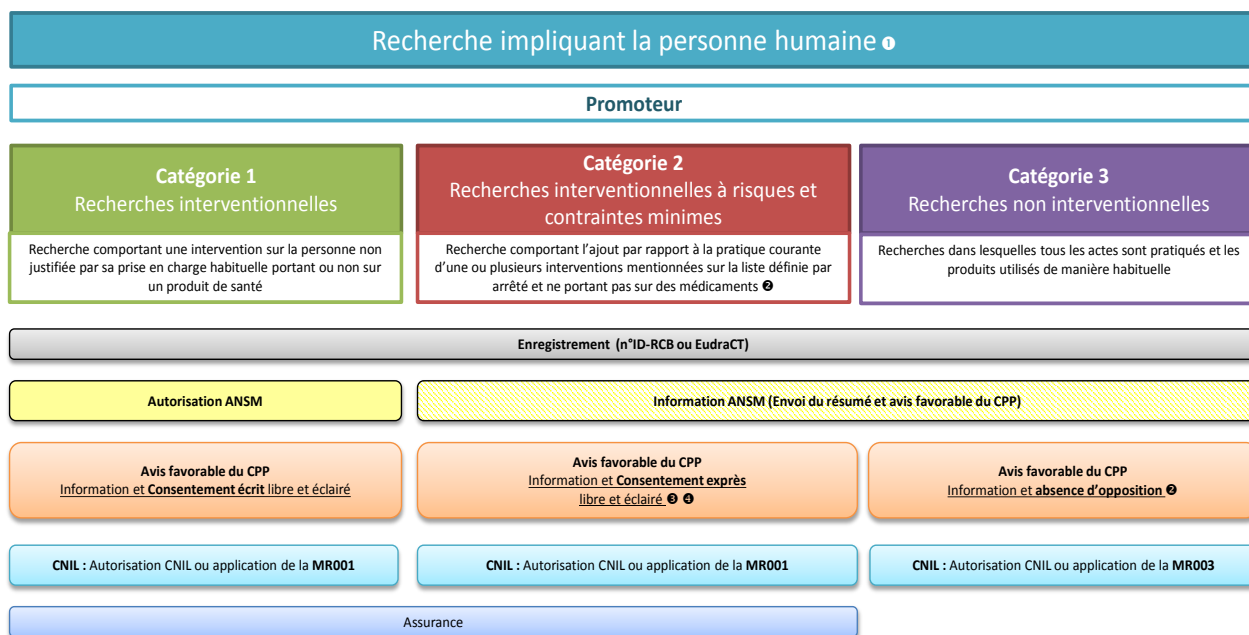 Recherche impliquant la personne humaine ❶
Promoteur
Catégorie 1
Recherches interventionnelles
Recherche comportant une intervention sur la personne non
justifiée par sa prise en charge habituelle portant ou non sur
un produit de santé
Catégorie 2
Recherches interventionnelles à risques et
contraintes minimes
Recherche comportant l’ajout par rapport à la pratique courante
d’une ou plusieurs interventions mentionnées sur la liste définie par
arrêté et ne portant pas sur des médicaments ❷
Catégorie 3
Recherches non interventionnelles
Recherches dans lesquelles tous les actes sont pratiqués et les
produits utilisés de manière habituelle
Enregistrement (n°ID-RCB ou EudraCT)
Autorisation ANSM
Information ANSM (Envoi du résumé et avis favorable du CPP)
Avis favorable du CPP
Information et Consentement écrit libre et éclairé
Avis favorable du CPP
Information et Consentement exprès
libre et éclairé ❸ ❹
Avis favorable du CPP
Information et absence d’opposition ❷
CNIL : Autorisation CNIL ou application de la MR001
CNIL : Autorisation CNIL ou application de la MR001
CNIL : Autorisation CNIL ou application de la MR003
Assurance